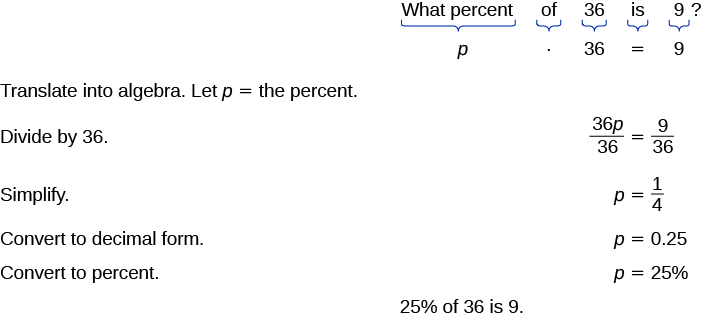 What percent of 36 is 9 ?
p · 36 = 9
Translate into algebra. Let p = the percent.
Divide by 36. 36p/36 = 9/36
Simplify. p = 1/4
Convert to decimal form. p = 0.25
Convert to percent. p = 25%
25% of 36 is 9.